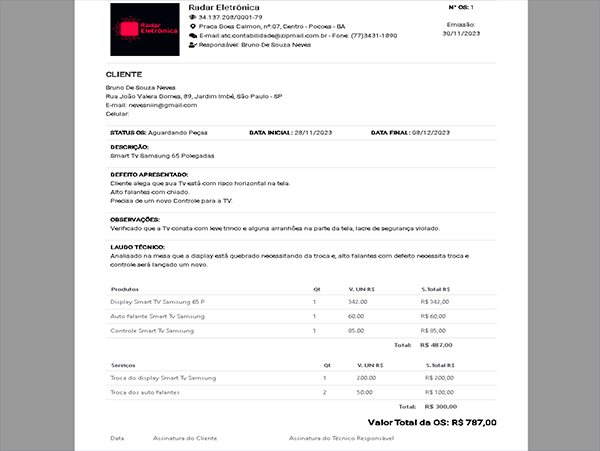 Radar Eletrônica
Radar Eletrônica
34.137.208/0001-79
Praca Goes Calmon, nº 07, Centro - Pocoes - SA
E-mail:atc.contabilidade@zipmail.com.br - Fone: (77)3431-1890
Responsável: Bruno De Souza Neves
N° OS: 1
Emissão:
30/11/2023
CLIENTE
Bruno De Souza Neves
Rua João Valera Gomes, 89, Jardim Imbé, São Paulo - SP
E-mail: nevesniin@gmail.com
Celular:
STATUS OS: Aguardando Peças DATA INICIAL: 28/11/2023 DATA FINAL: 08/12/2023
DESCRIÇÃO:
Smart Tv Samsung 65 Polegadas
DEFEITO APRESENTADO:
Cliente alega que sua Tv está com risco horizontal na tela.
Alto falantes com chiado.
Precisa de um novo Controle para a TV.
OBSERVAÇÕES:
Verificado que a Tv consta com leve trinco e alguma arranhões na parte da tela, lacre de segurança violado.
LAUDO TÉCNICO:
Analisado na mesa que a display está quebrado necessitando da troca e, alto falantes com defeito necessita troca e
controle será lançado um novo.
Produtos Qt V. UN R$ S.Total R$
Display Smart TV Samsung 65 P 1 342.00 R$ 342,00
Auto falante Smart Tv Samsung 1 60.00 R$ 60,00
Controle Smart Tv Samsung 1 85.00 R$ 85,00
Total: R$ 487,00
Serviços Qt V. UN R$ S.Total R$
Troca do display Smart Tv Samsung 1 200.00 R$ 200,00
Troca dos auto falantes 2 50.00 R$ 100,00
Total: R$ 300,00
Valor Total da OS: R$ 787,00
Data Assinatura do Cliente Assinatura do Técnico Responsável